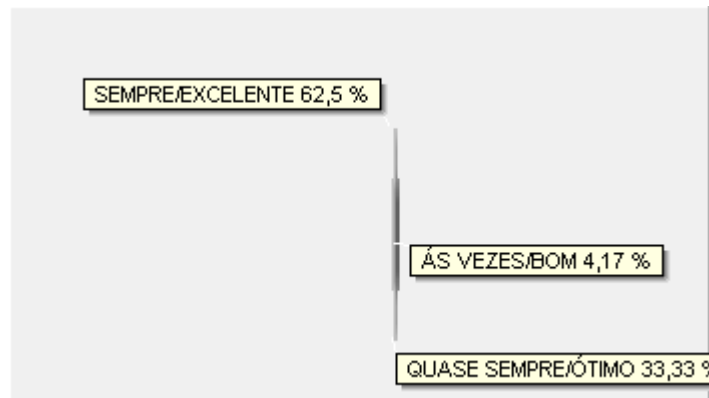 SEMPRE/EXCELENTE 62,5 %
ÁS VEZES/BOM 4,17 %
QUASE SEMPRE/ÓTIMO 33,33 %